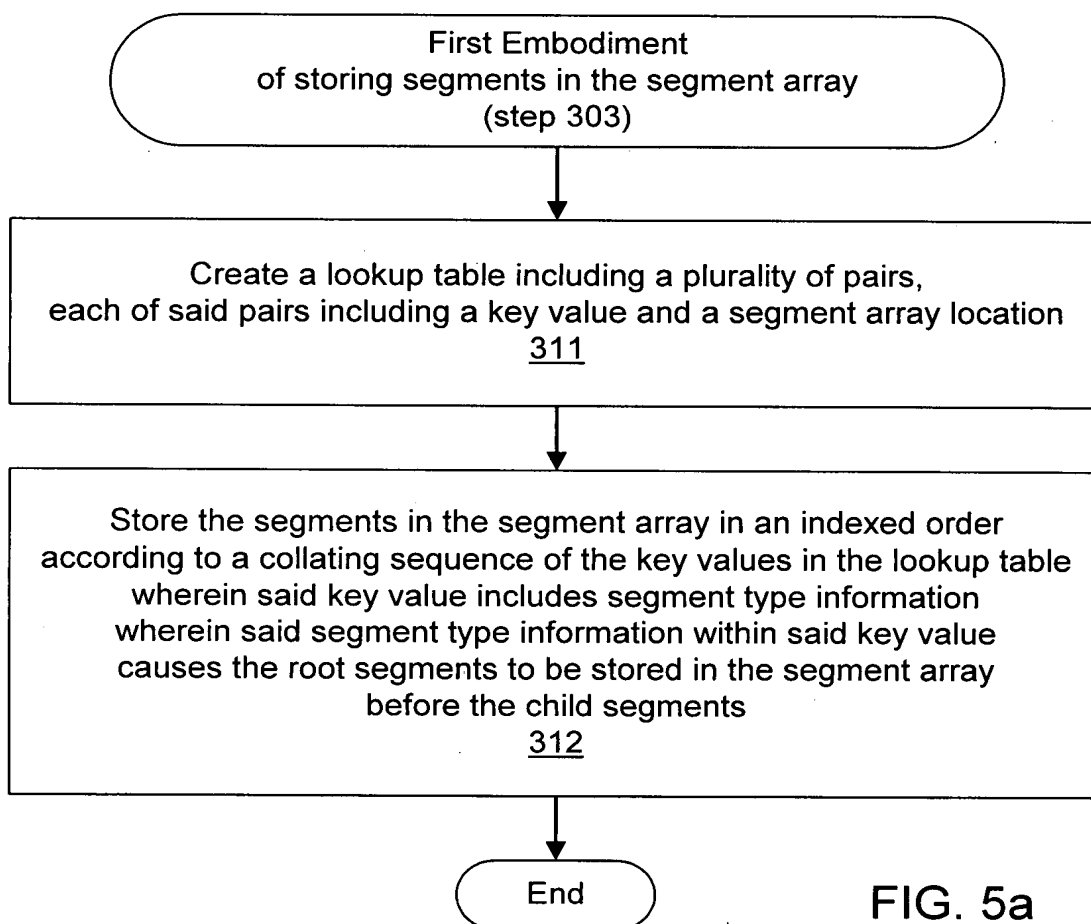 First Embodiment
of storing segments in the segment array
(step 303)
Create a lookup table including a plurality of pairs,
each of said pairs including a key value and a segment array location
311
Store the segments in the segment array in an indexed order
according to a collating sequence of the key values in the lookup table
wherein said key value includes segment type information
wherein said segment type information within said key value
causes the root segments to be stored in the segment array
before the child segments
312
End
FIG. 5a